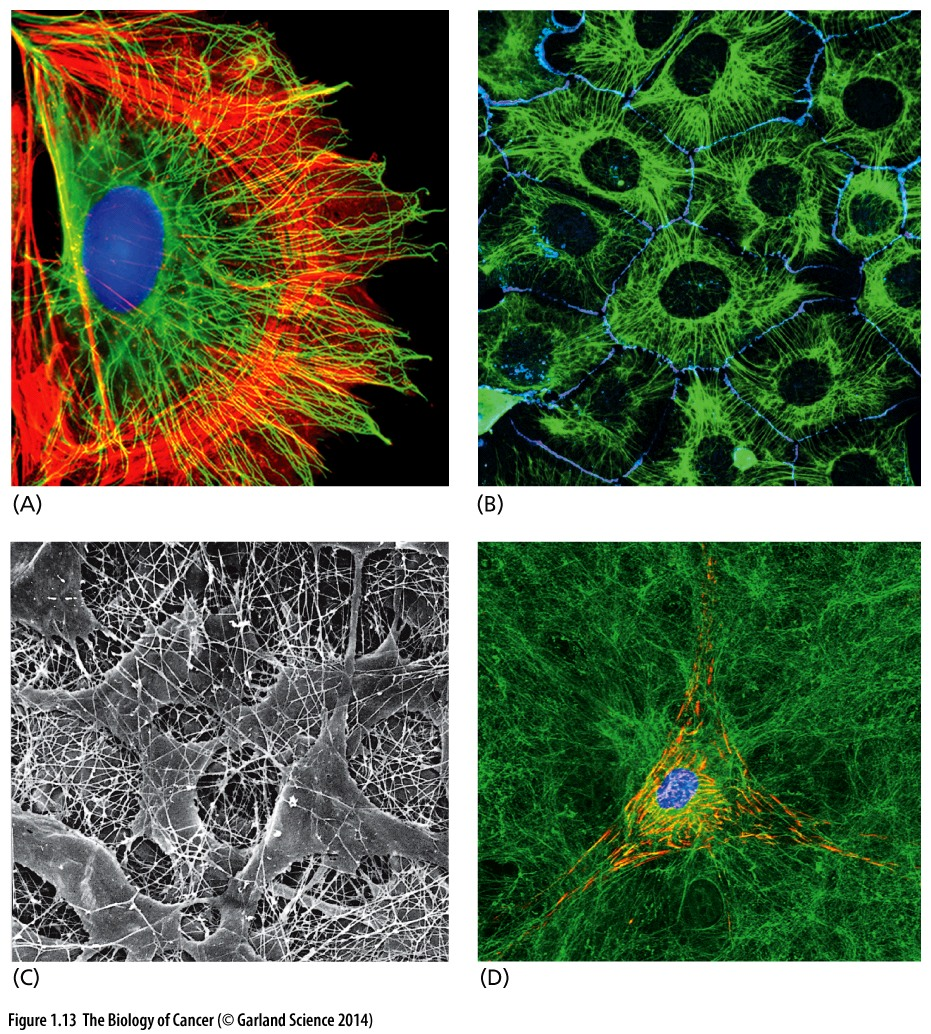 (A)
(B)
(C)
(D)
Figure 1.13 The Biology of Cancer (© Garland Science 2014)